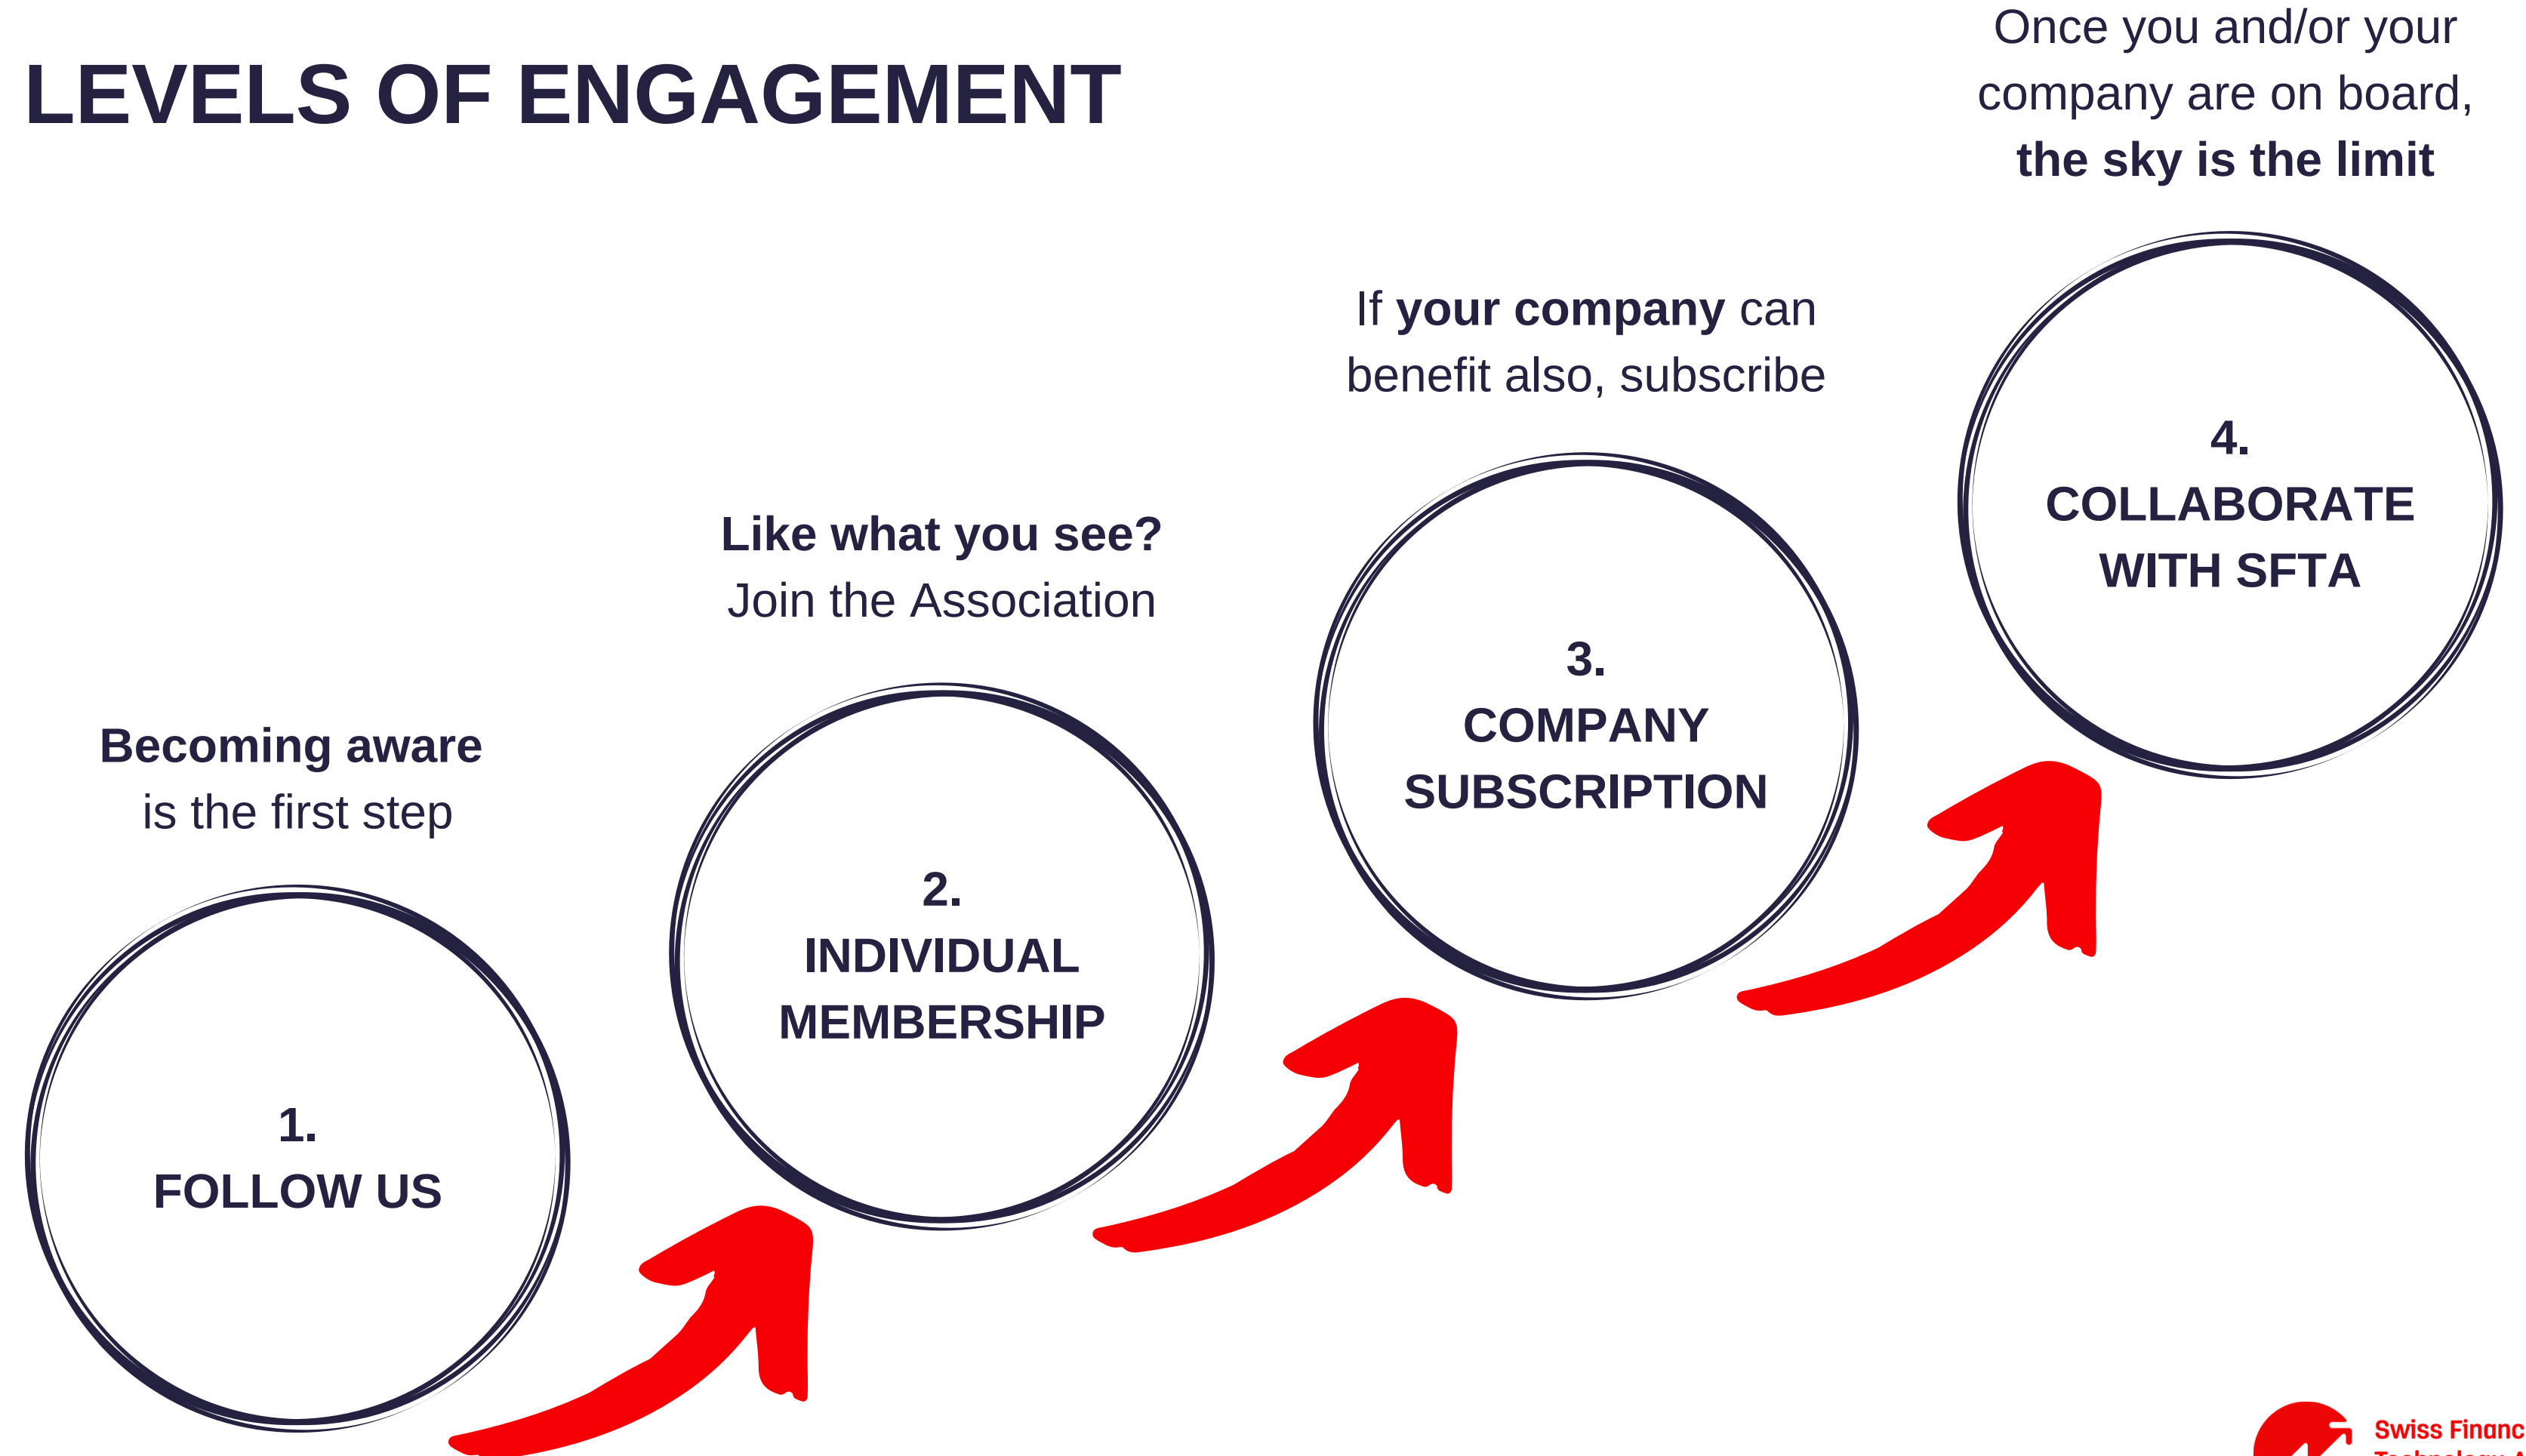 LEVELS OF ENGAGEMENT
Once you and/or your
company are on board,
the sky is the limit
If your company can
benefit also, subscribe
Like what you see?
Join the Association
Becoming aware
is the first step
1.
FOLLOW US
2.
INDIVIDUAL
MEMBERSHIP
3.
COMPANY
SUBSCRIPTION
4.
COLLABORATE
WITH SFTA
Swiss Financ